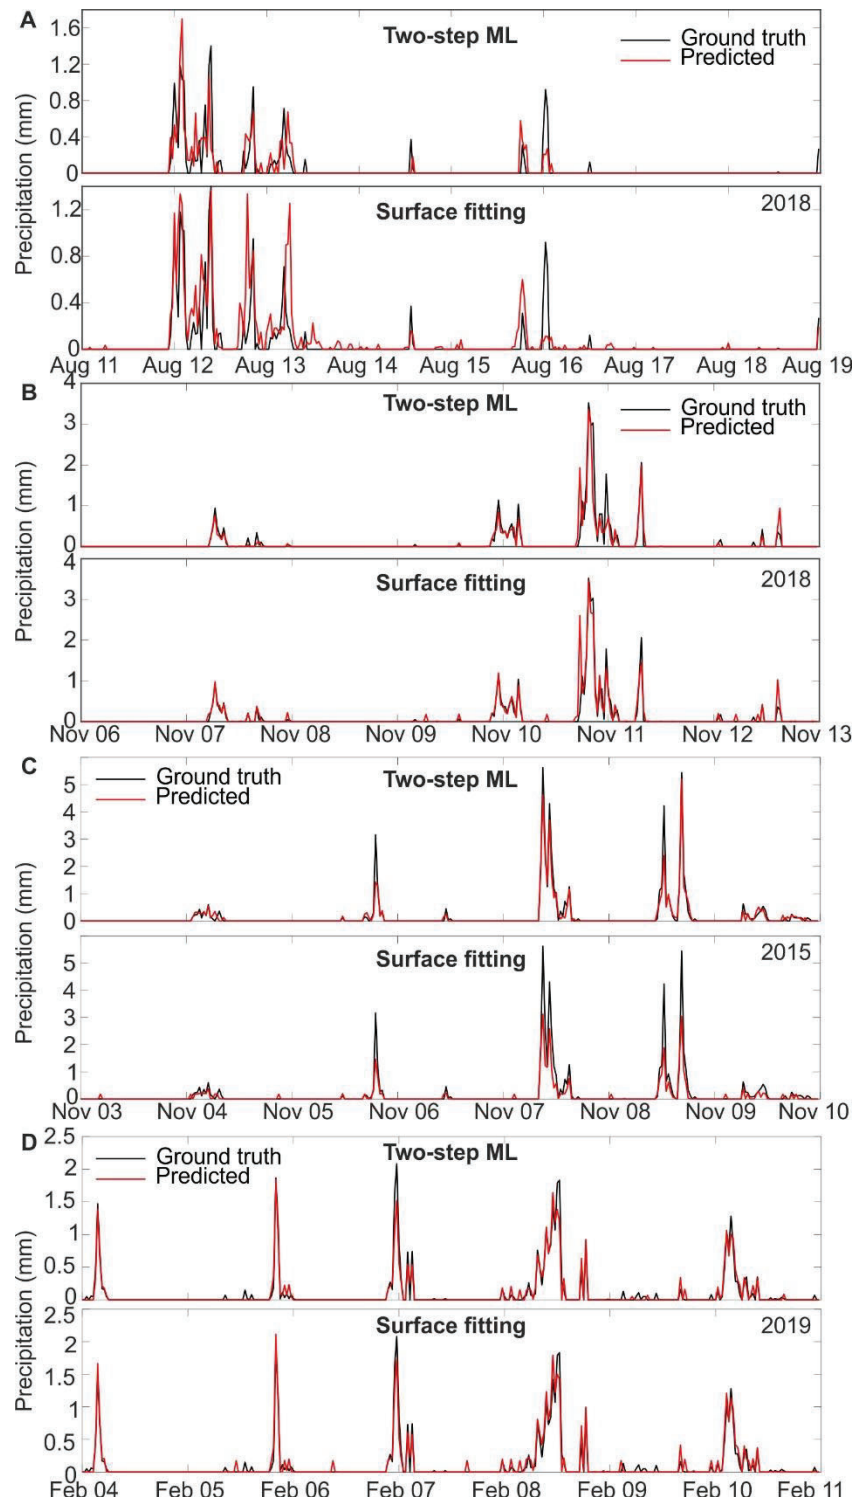 A
Two-step ML
Ground truth
Predicted
1.6
1.2
0.8
0.4
0
Precipitation (mm)
Surface fitting
2018
1.2
0.8
0.4
0
Aug 11 Aug 12 Aug 13 Aug 14 Aug 15 Aug 16 Aug 17 Aug 18 Aug 19
B
Two-step ML
Ground truth
Predicted
4
3
2
1
0
Precipitation (mm)
Surface fitting
2018
4
3
2
1
0
Nov 06 Nov 07 Nov 08 Nov 09 Nov 10 Nov 11 Nov 12 Nov 13
C
Ground truth
Predicted
Two-step ML
5
4
3
2
1
0
Precipitation (mm)
Surface fitting
2015
5
4
3
2
1
0
Nov 03 Nov 04 Nov 05 Nov 06 Nov 07 Nov 08 Nov 09 Nov 10
D
Ground truth
Predicted
Two-step ML
2.5
2
1.5
1
0.5
0
Precipitation (mm)
Surface fitting
2019
2.5
2
1.5
1
0.5
0
Feb 04 Feb 05 Feb 06 Feb 07 Feb 08 Feb 09 Feb 10 Feb 11